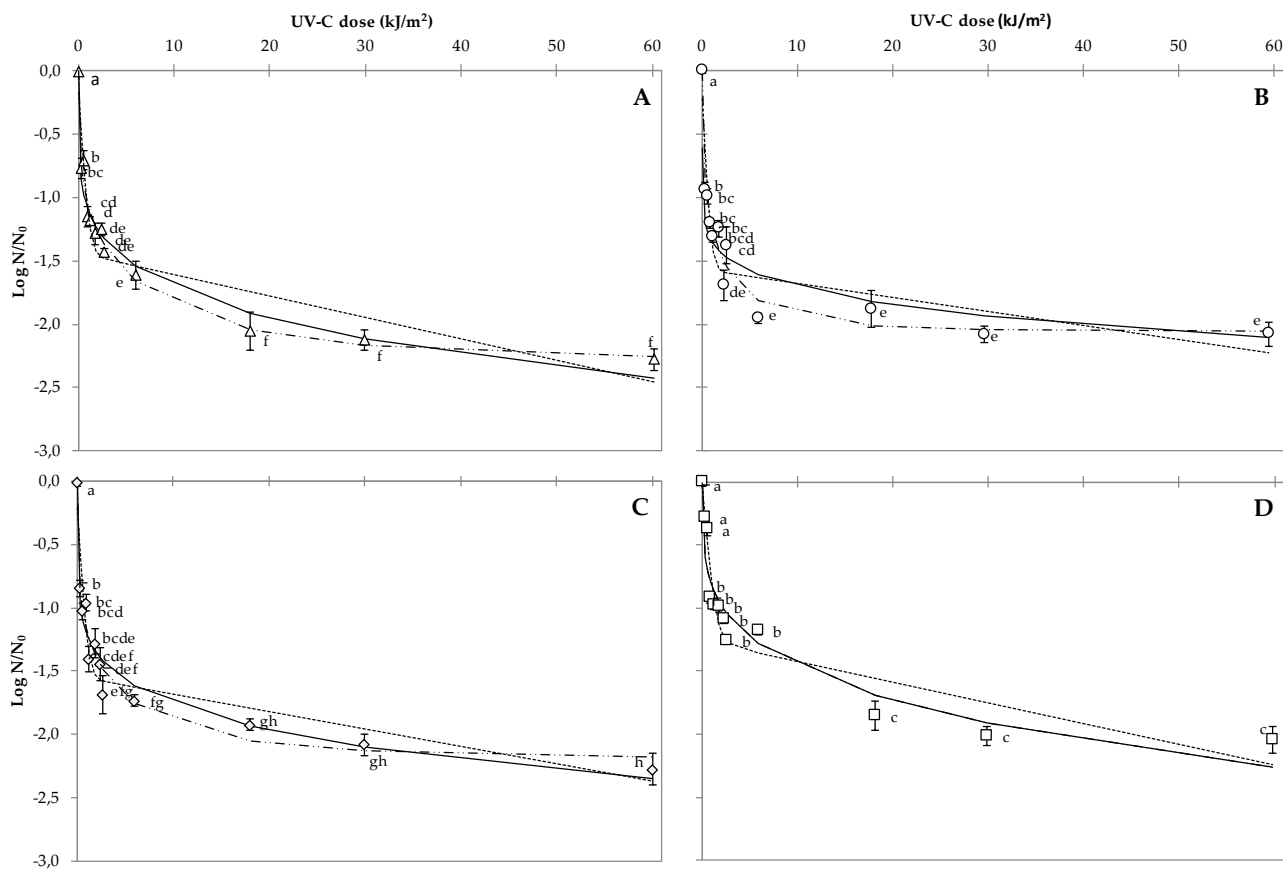 UV-C dose (kJ/m²)
0 10 20 30 40 50 60
0,0
-0,5
-1,0
-1,5
-2,0
-2,5
-3,0
Log N/N₀
A
a
b
bc
cd
d
de
de
de
e
f
f
f
UV-C dose (kJ/m²)
0 10 20 30 40 50 60
B
a
b
bc
bc
bc
bcd
cd
de
e
e
e
e
0,0
-0,5
-1,0
-1,5
-2,0
-2,5
-3,0
Log N/N₀
C
a
b
bc
bcd
bcde
cdef
def
efg
fg
gh
gh
h
D
a
a
a
b
b
b
b
b
b
c
c
c